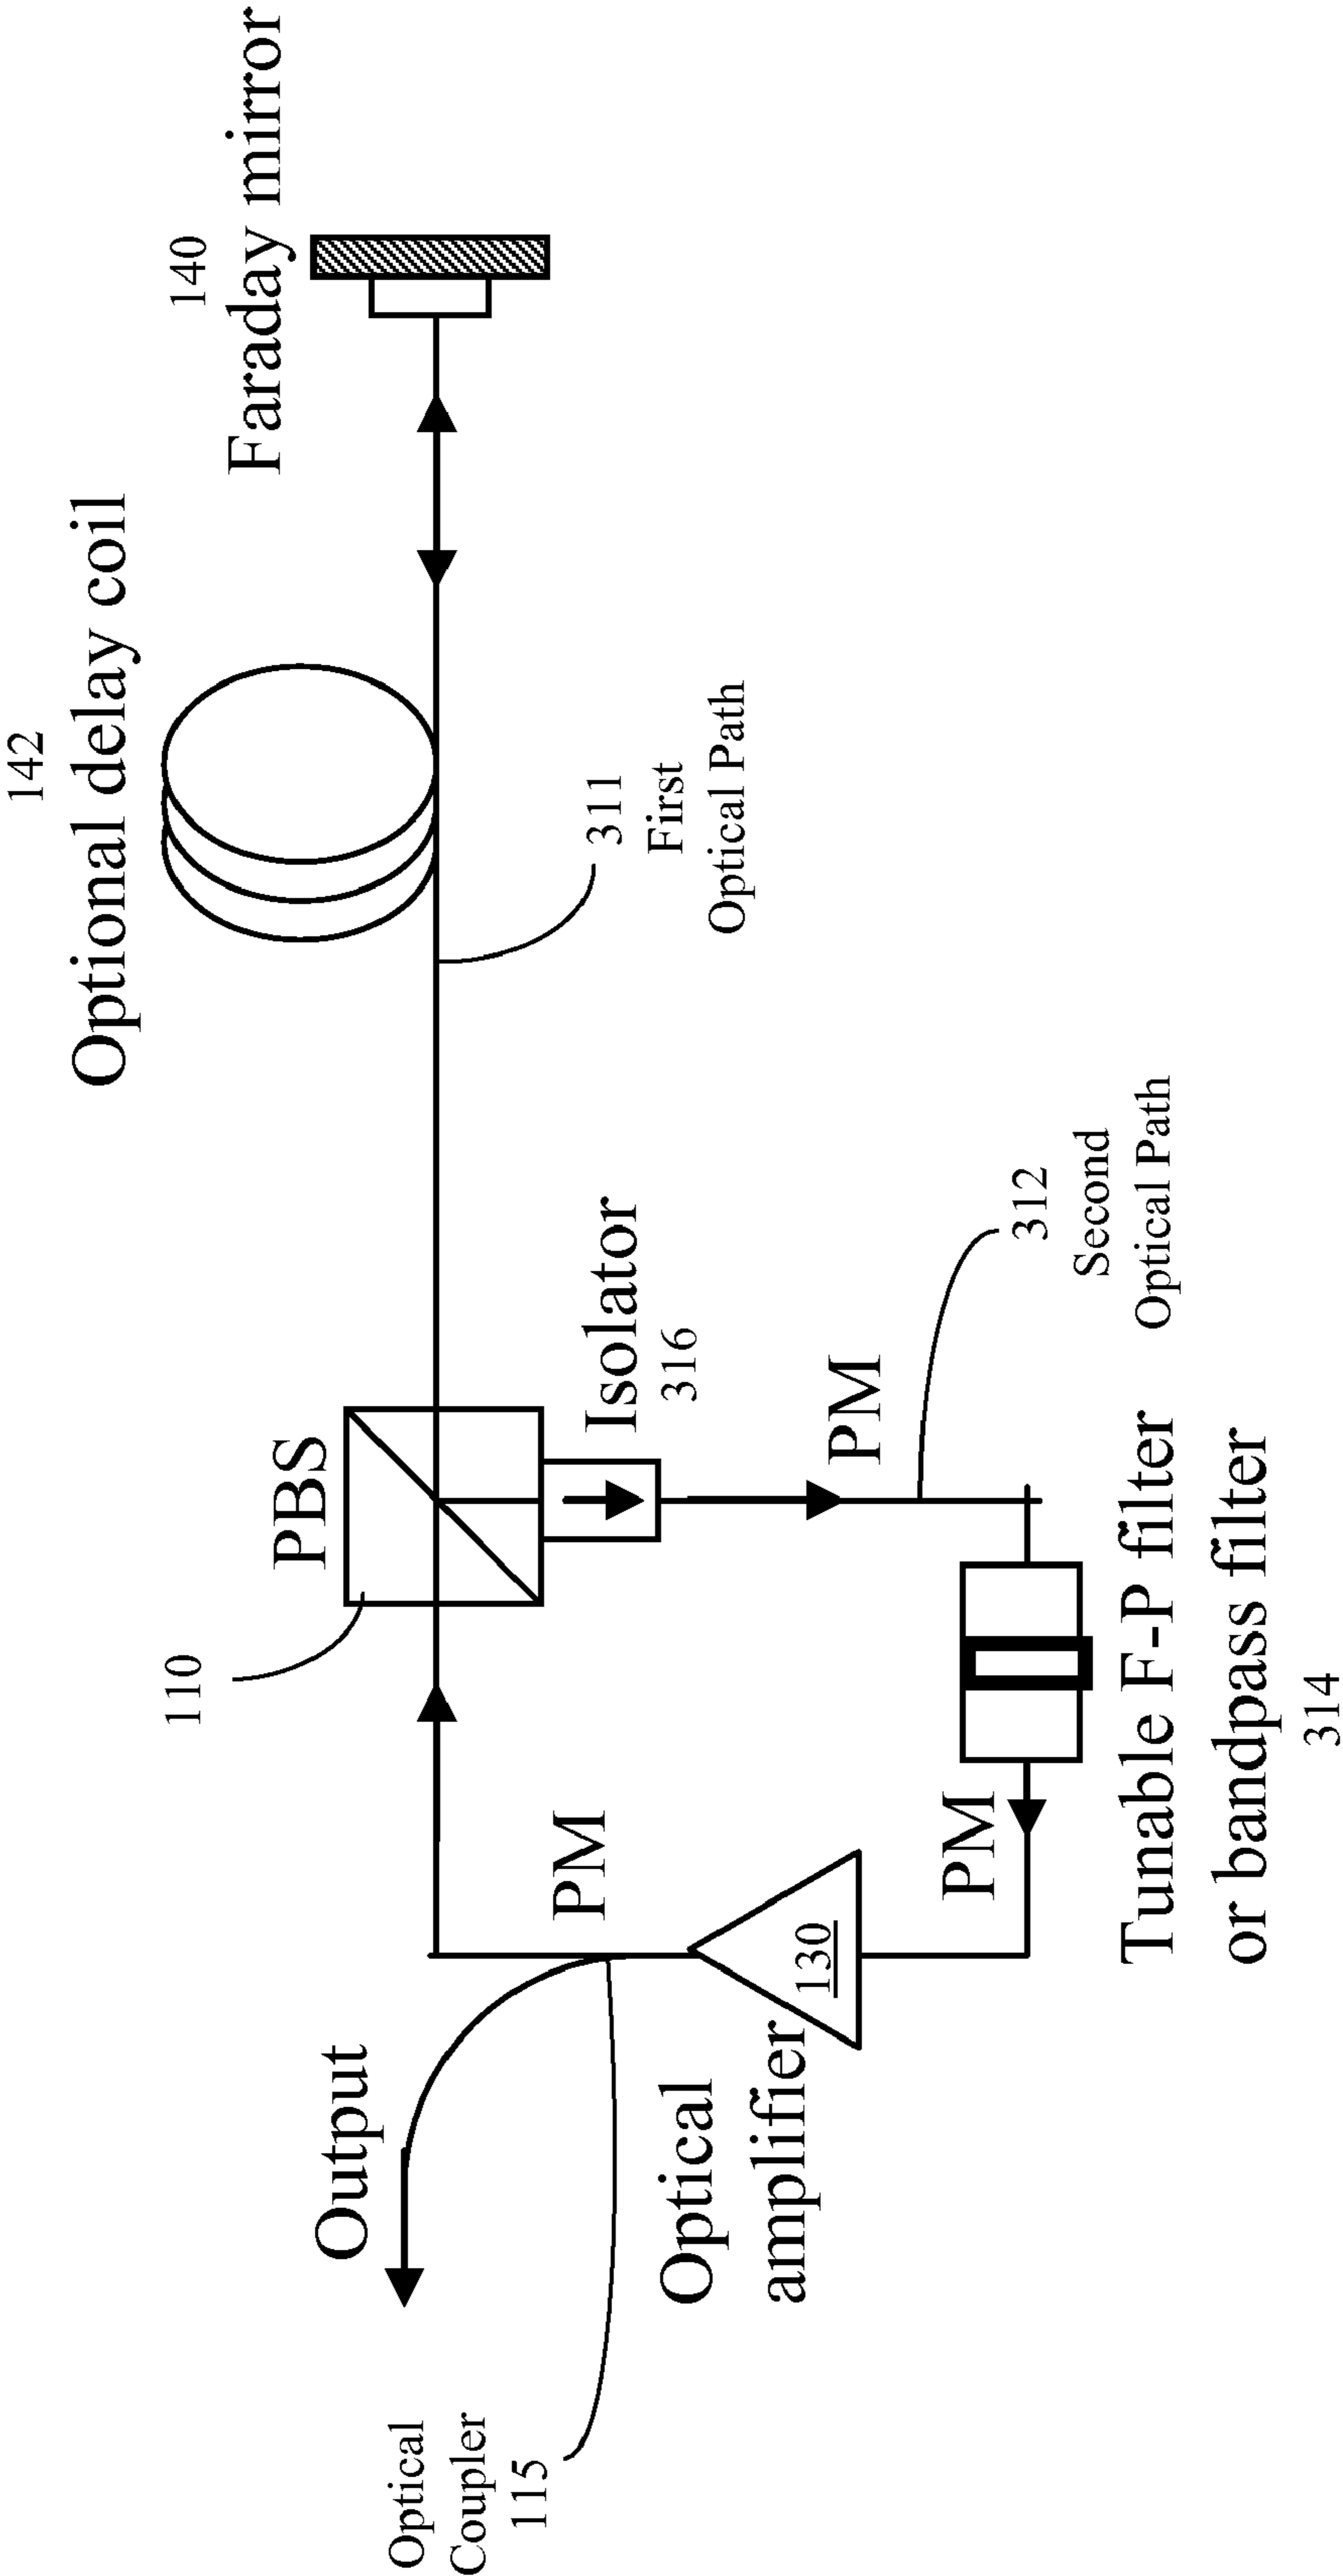 142
Optional delay coil
140
Faraday mirror
110
PBS
311
First
Optical Path
Output
PM
Isolator
316
Optical
Coupler
115
Optical
amplifier
130
PM
PM
312
Second
Optical Path
Tunable F-P filter
or bandpass filter
314